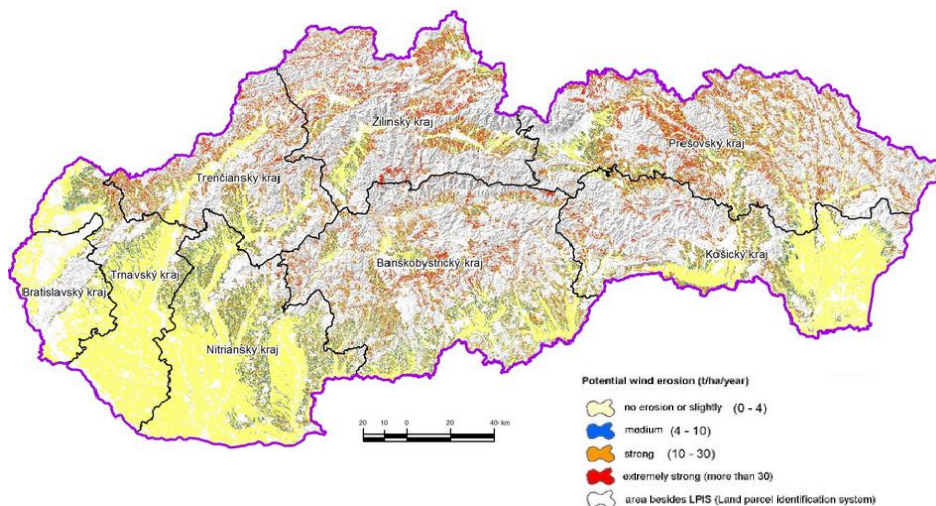 Žilinský kraj
Prešovský kraj
Trenčiansky kraj
Banskobystrický kraj
Košický kraj
Trnavský kraj
Bratislavský kraj
Nitriansky kraj
20 10 0 20 40 km
Potential wind erosion (t/ha/year)
no erosion or slightly (0 - 4)
medium (4 - 10)
strong (10 - 30)
extremely strong (more than 30)
area besides LPIS (Land parcel identification system)